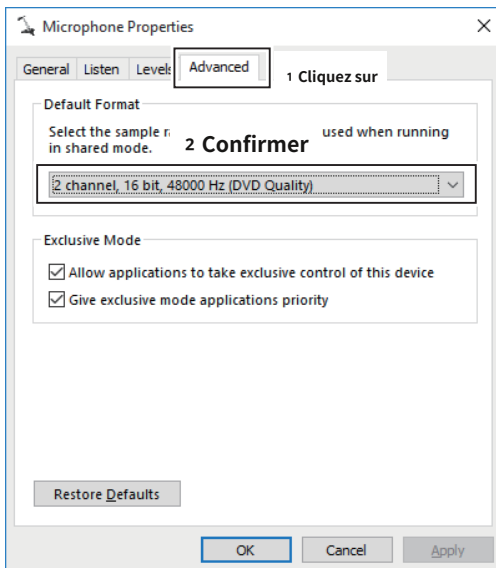 Microphone Properties
General Listen Levels Advanced
1 Cliquez sur
Default Format
Select the sample used when running
in shared mode.
2 Confirmer
2 channel, 16 bit, 48000 Hz (DVD Quality)
Exclusive Mode
Allow applications to take exclusive control of this device
Give exclusive mode applications priority
Restore Defaults
OK Cancel Apply